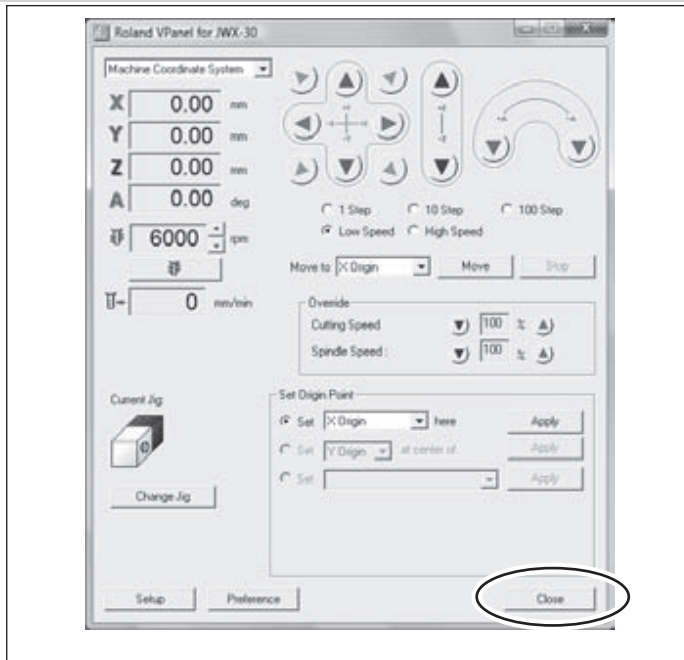 Roland VPanel for JWX-30
Machine Coordinate System
X 0.00 mm
Y 0.00 mm
Z 0.00 mm
A 0.00 deg
6000 rpm
0 mm/min
1 Step 10 Step 100 Step
Low Speed High Speed
Move to: X Origin Move Stop
Override
Cutting Speed 100 %
Spindle Speed : 100 %
Current Jig:
Change Jig
Set Origin Point
Set X Origin here Apply
Set Y Origin at center of Apply
Set Apply
Setup Preference Close